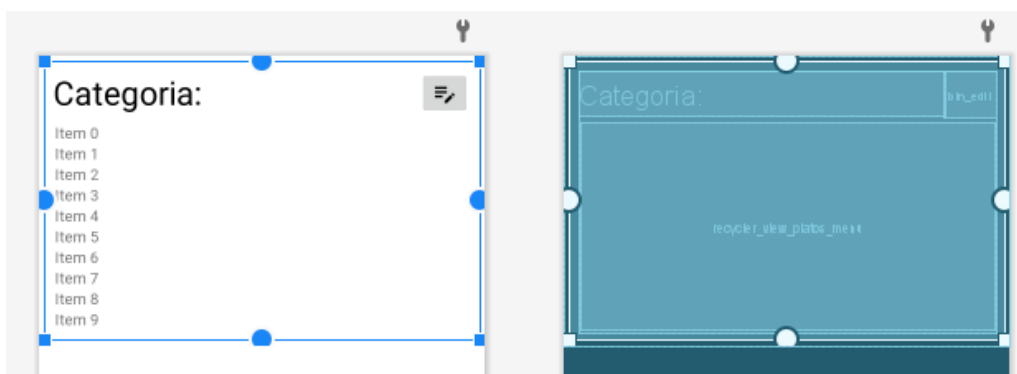 Categoria:
Item 0
Item 1
Item 2
Item 3
Item 4
Item 5
Item 6
Item 7
Item 8
Item 9
Categoria:
btn_edit
recycler_view_platos_menu